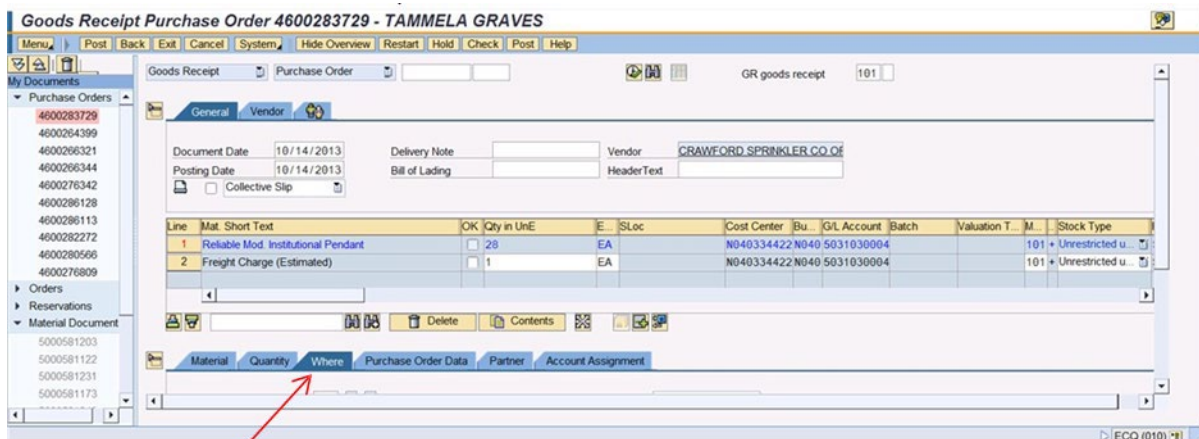 Goods Receipt Purchase Order 4600283729 - TAMMELA GRAVES
Menu Post Back Exit Cancel System Hide Overview Restart Hold Check Post Help
My Documents
Purchase Orders
4600283729
4600264399
4600266321
4600266344
4600276342
4600286128
4600286113
4600282272
4600280566
4600276809
Orders
Reservations
Material Document
5000581203
5000581122
5000581231
5000581173
Goods Receipt Purchase Order GR goods receipt 101
General Vendor
Document Date 10/14/2013 Delivery Note Vendor CRAWFORD SPRINKLER CO OF
Posting Date 10/14/2013 Bill of Lading HeaderText
Collective Slip
Line Mat. Short Text OK Qty in UnE E... SLoc Cost Center Bu... G/L Account Batch Valuation T... M... Stock Type
1 Reliable Mod. Institutional Pendant 28 EA N040334422 N040 5031030004 101 + Unrestricted u...
2 Freight Charge (Estimated) 1 EA N040334422 N040 5031030004 101 + Unrestricted u...
Delete Contents
Material Quantity Where Purchase Order Data Partner Account Assignment
ECQ (010)